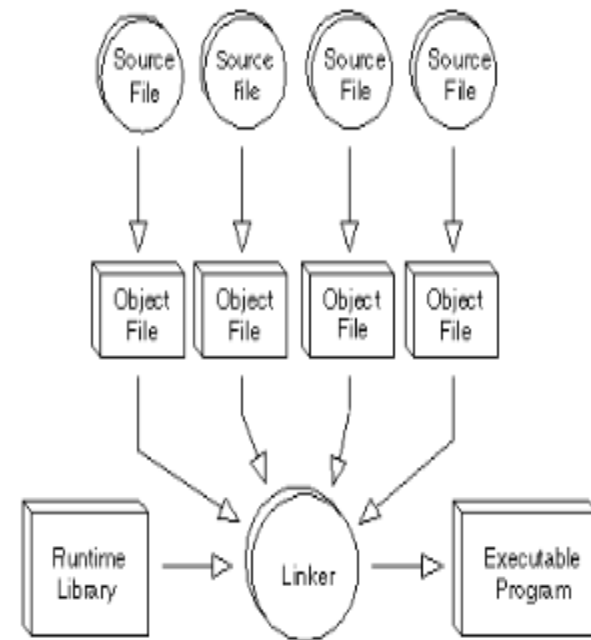 Source
File
Source
File
Source
File
Source
File
Object
File
Object
File
Object
File
Object
File
Runtime
Library
Linker
Executable
Program